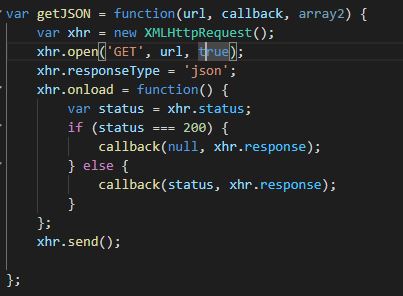 var getJSON = function(url, callback, array2) {
    var xhr = new XMLHttpRequest();
    xhr.open('GET', url, true);
    xhr.responseType = 'json';
    xhr.onload = function() {
        var status = xhr.status;
        if (status === 200) {
            callback(null, xhr.response);
        } else {
            callback(status, xhr.response);
        }
    };
    xhr.send();
};